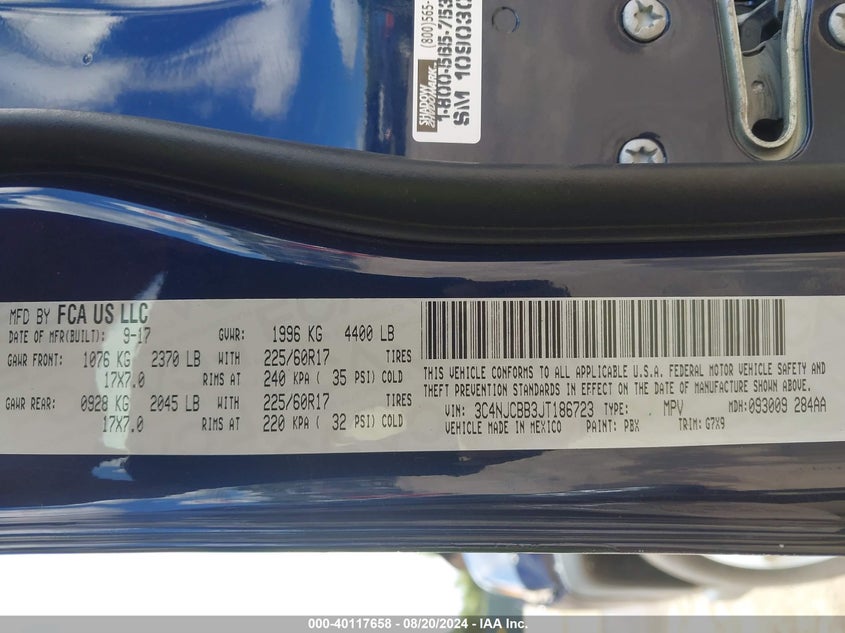 (800)565-
SHADOW
1-800-565-
SM 109030
MFD BY FCA US LLC
DATE OF MFR(BUILT): 9-17 GVWR: 1996 KG 4400 LB
GAWR FRONT: 1076 KG 2370 LB WITH 225/60R17 TIRES
17X7.0 RIMS AT 240 KPA ( 35 PSI) COLD
GAWR REAR: 0928 KG 2045 LB WITH 225/60R17 TIRES
17X7.0 RIMS AT 220 KPA ( 32 PSI) COLD
THIS VEHICLE CONFORMS TO ALL APPLICABLE U.S.A. FEDERAL MOTOR VEHICLE SAFETY AND
THEFT PREVENTION STANDARDS IN EFFECT ON THE DATE OF MANUFACTURE SHOWN ABOVE.
VIN: 3C4NJCBB3JT186723 TYPE: MPV MDH:093009 284AA
VEHICLE MADE IN MEXICO PAINT: PBX TRIM: G7X9
000-40117658 - 08/20/2024 - IAA Inc.